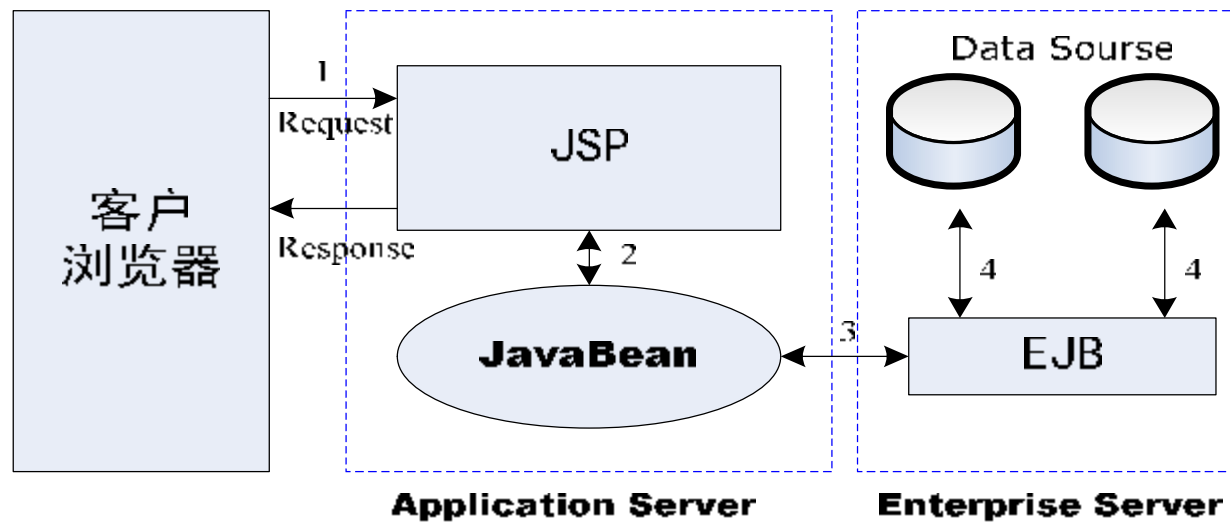 客户
浏览器
1
Request
Response
JSP
2
JavaBean
3
Application Server
Data Sourse
4
4
EJB
Enterprise Server